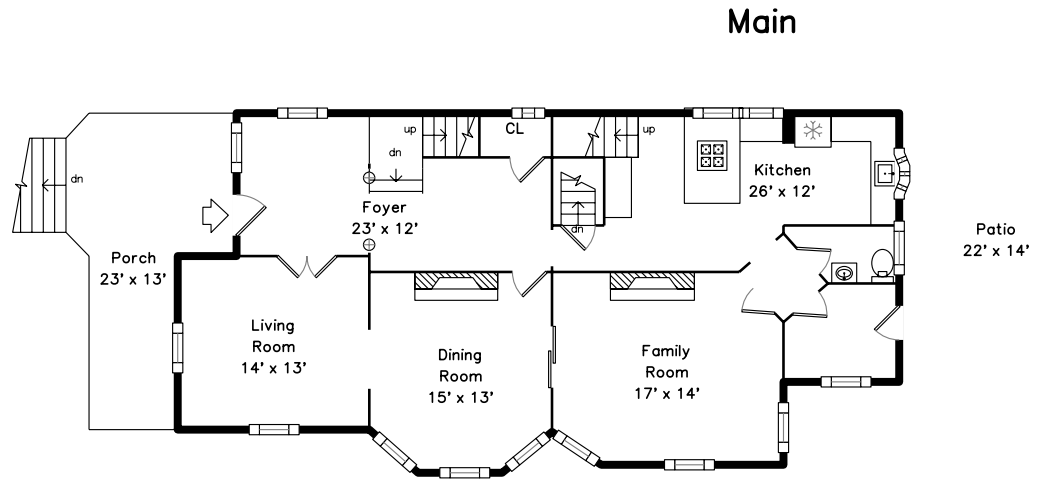 Main
up
CL
up
dn
Kitchen
26' x 12'
dn
Foyer
23' x 12'
dn
Patio
22' x 14'
Porch
23' x 13'
Living
Room
14' x 13'
Dining
Room
15' x 13'
Family
Room
17' x 14'